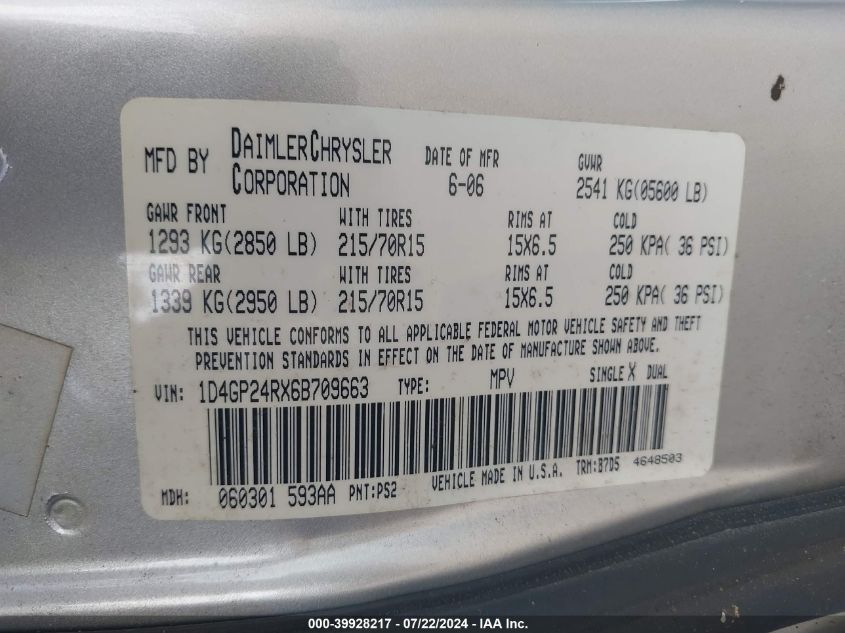 MFD BY DAIMLERCHRYSLER CORPORATION
DATE OF MFR 6-06
GVWR 2541 KG(05600 LB)
GAWR FRONT WITH TIRES RIMS AT COLD
1293 KG(2850 LB) 215/70R15 15X6.5 250 KPA( 36 PSI)
GAWR REAR WITH TIRES RIMS AT COLD
1339 KG(2950 LB) 215/70R15 15X6.5 250 KPA( 36 PSI)
THIS VEHICLE CONFORMS TO ALL APPLICABLE FEDERAL MOTOR VEHICLE SAFETY AND THEFT
PREVENTION STANDARDS IN EFFECT ON THE DATE OF MANUFACTURE SHOWN ABOVE.
VIN: 1D4GP24RX6B709663 TYPE: MPV SINGLE X DUAL
MDH: 060301 593AA PNT:PS2 VEHICLE MADE IN U.S.A. TRM:B7D5 4648503
000-39928217 - 07/22/2024 - IAA Inc.